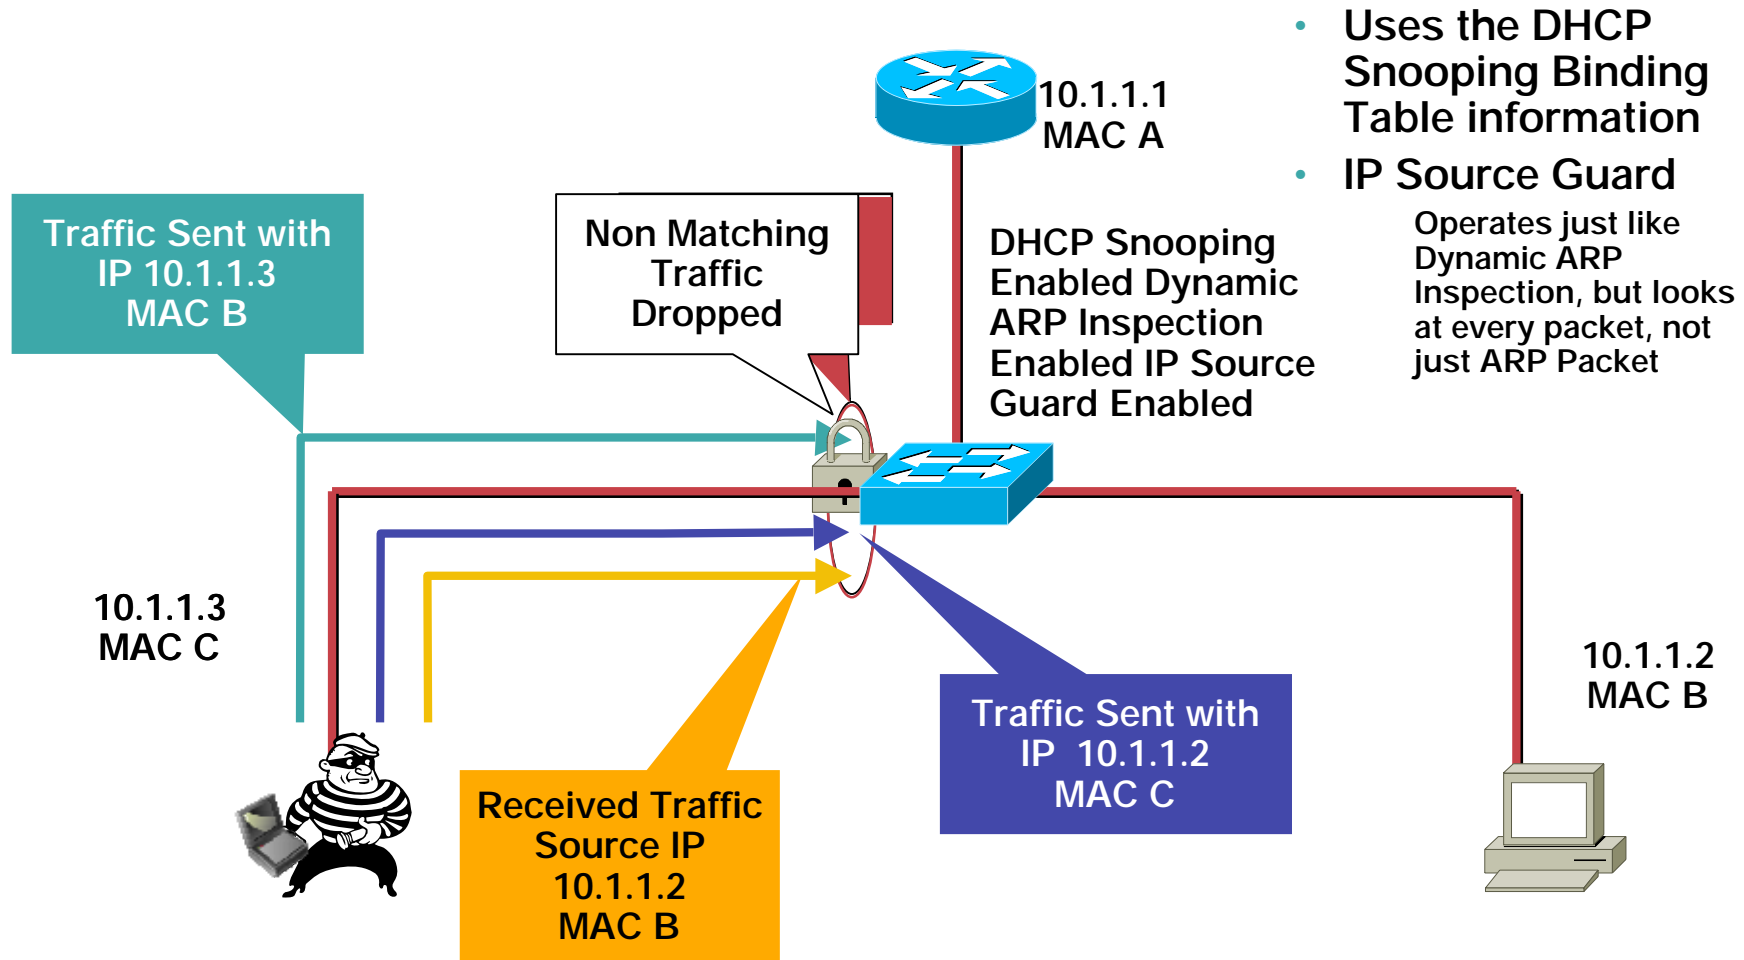 • Uses the DHCP
Snooping Binding
Table information
• IP Source Guard
Operates just like
Dynamic ARP
Inspection, but looks
at every packet, not
just ARP Packet
10.1.1.1
MAC A
Traffic Sent with
IP 10.1.1.3
MAC B
Non Matching
Traffic
Dropped
DHCP Snooping
Enabled Dynamic
ARP Inspection
Enabled IP Source
Guard Enabled
10.1.1.3
MAC C
10.1.1.2
MAC B
Traffic Sent with
IP 10.1.1.2
MAC C
Received Traffic
Source IP
10.1.1.2
MAC B